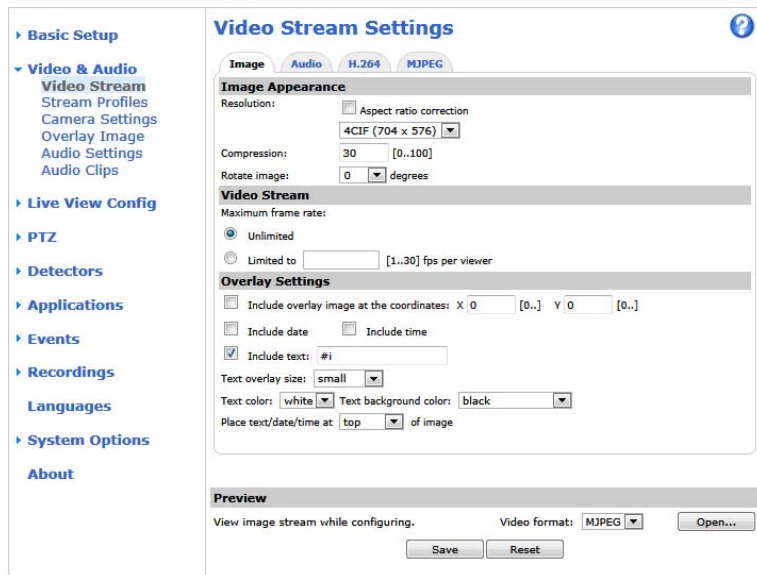 Basic Setup
Video & Audio
Video Stream
Stream Profiles
Camera Settings
Overlay Image
Audio Settings
Audio Clips
Live View Config
PTZ
Detectors
Applications
Events
Recordings
Languages
System Options
About
Video Stream Settings
?
Image Audio H.264 MJPEG
Image Appearance
Resolution: Aspect ratio correction
4CIF (704 x 576)
Compression: 30 [0..100]
Rotate image: 0 degrees
Video Stream
Maximum frame rate:
Unlimited
Limited to [1..30] fps per viewer
Overlay Settings
Include overlay image at the coordinates: X 0 [0..] Y 0 [0..]
Include date Include time
Include text: #i
Text overlay size: small
Text color: white Text background color: black
Place text/date/time at top of image
Preview
View image stream while configuring. Video format: MJPEG Open...
Save Reset